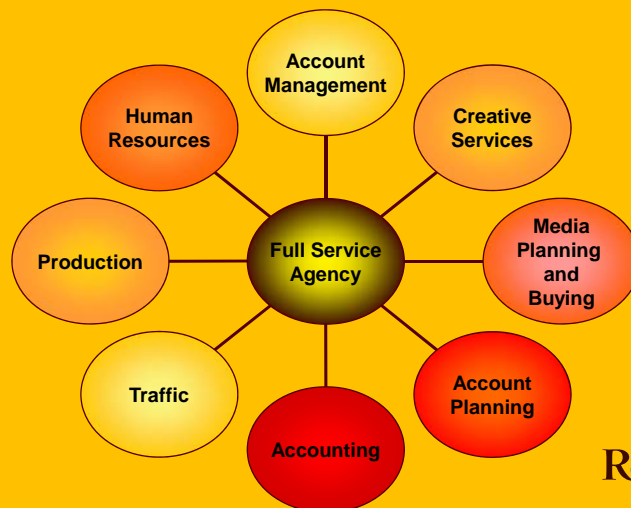 Account
Management
Human
Resources
Creative
Services
Production
Full Service
Agency
Media
Planning
and
Buying
Traffic
Account
Planning
Accounting